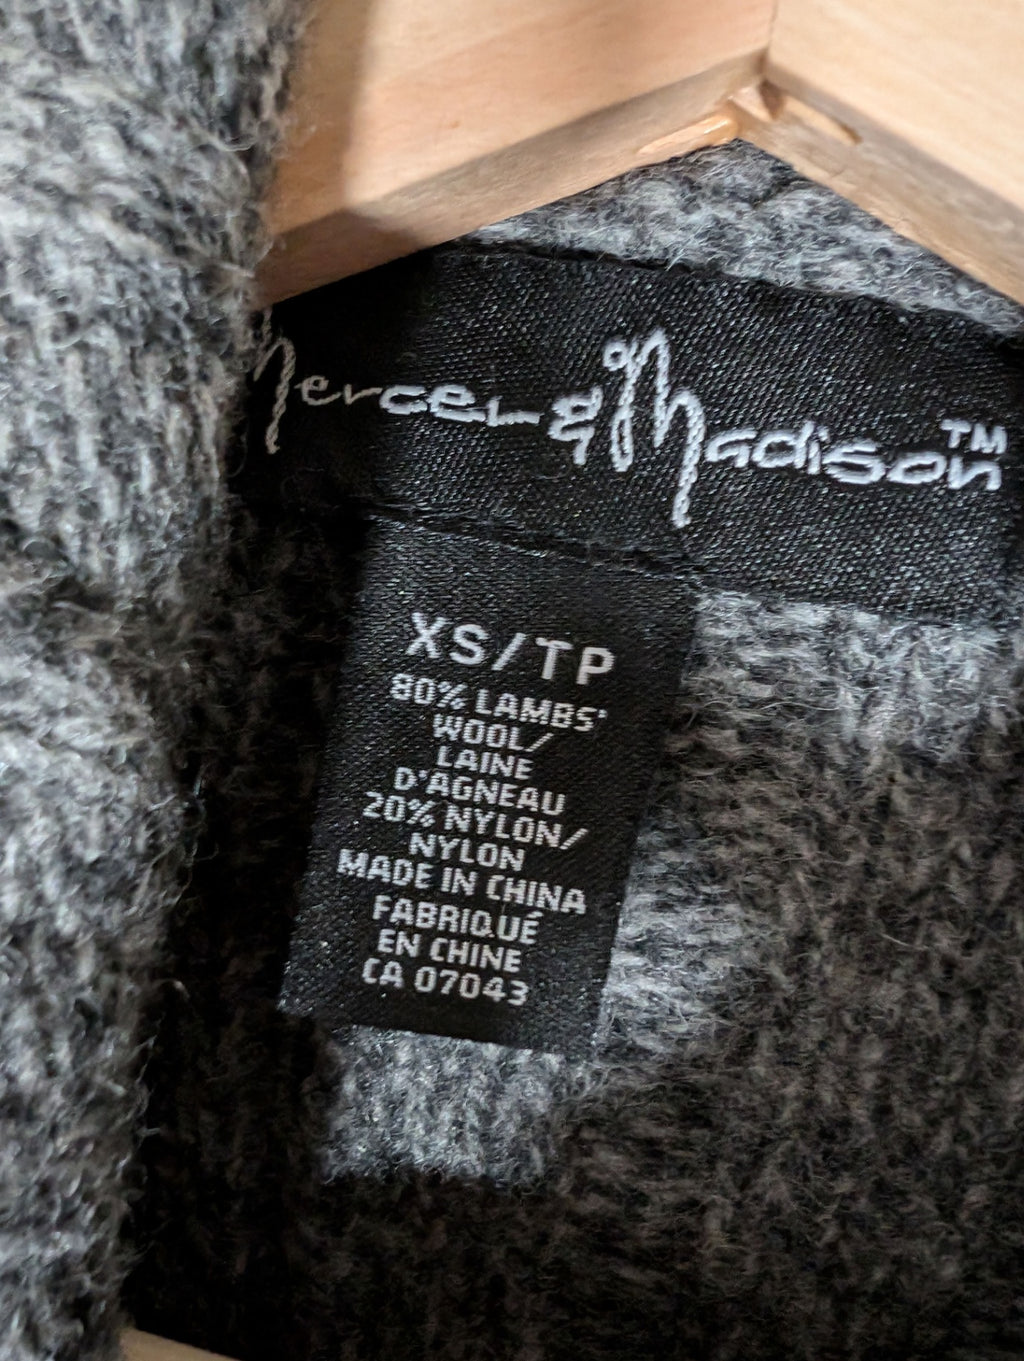 Mercer & Madison™
XS/TP
80% LAMBS'
WOOL/
LAINE
D'AGNEAU
20% NYLON/
NYLON
MADE IN CHINA
FABRIQUÉ
EN CHINE
CA 07043